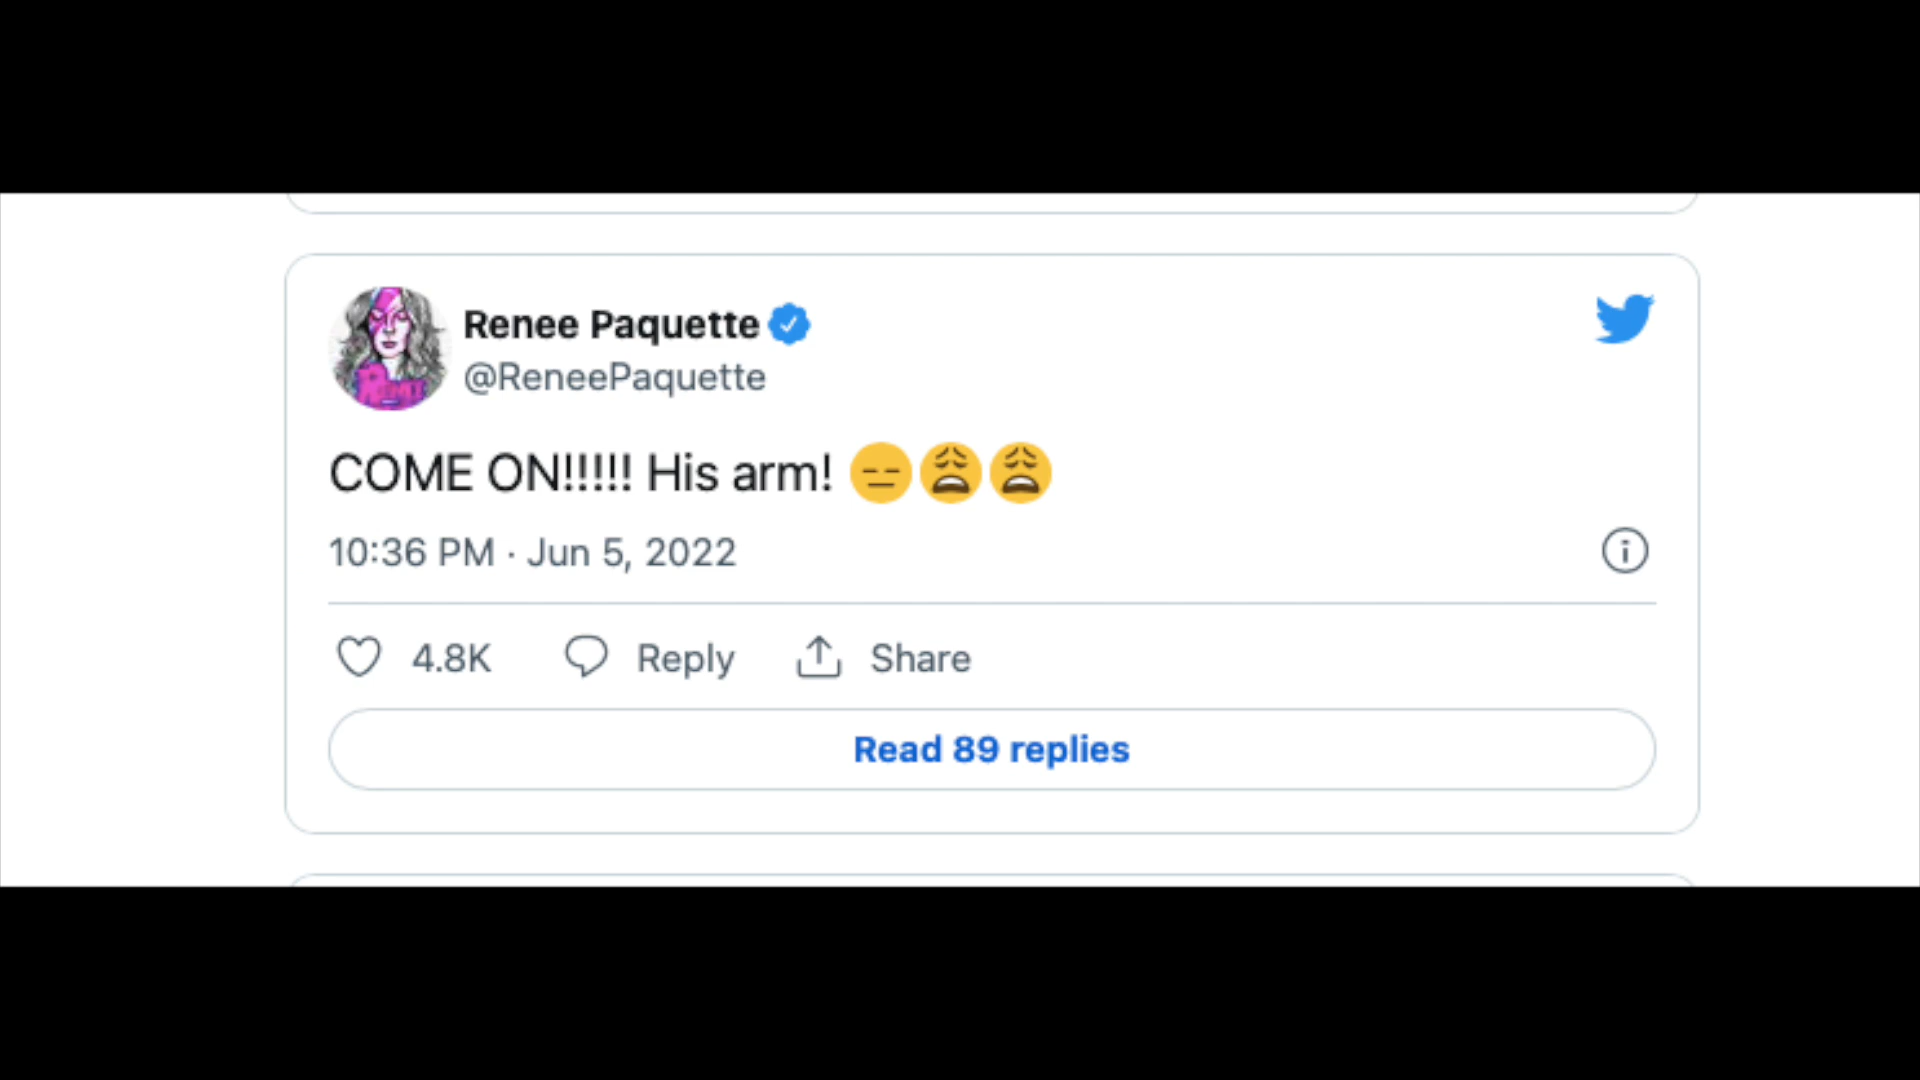 Renee Paquette
@ReneePaquette
COME ON!!!!! His arm! 😑😩😩
10:36 PM · Jun 5, 2022
4.8K Reply Share
Read 89 replies